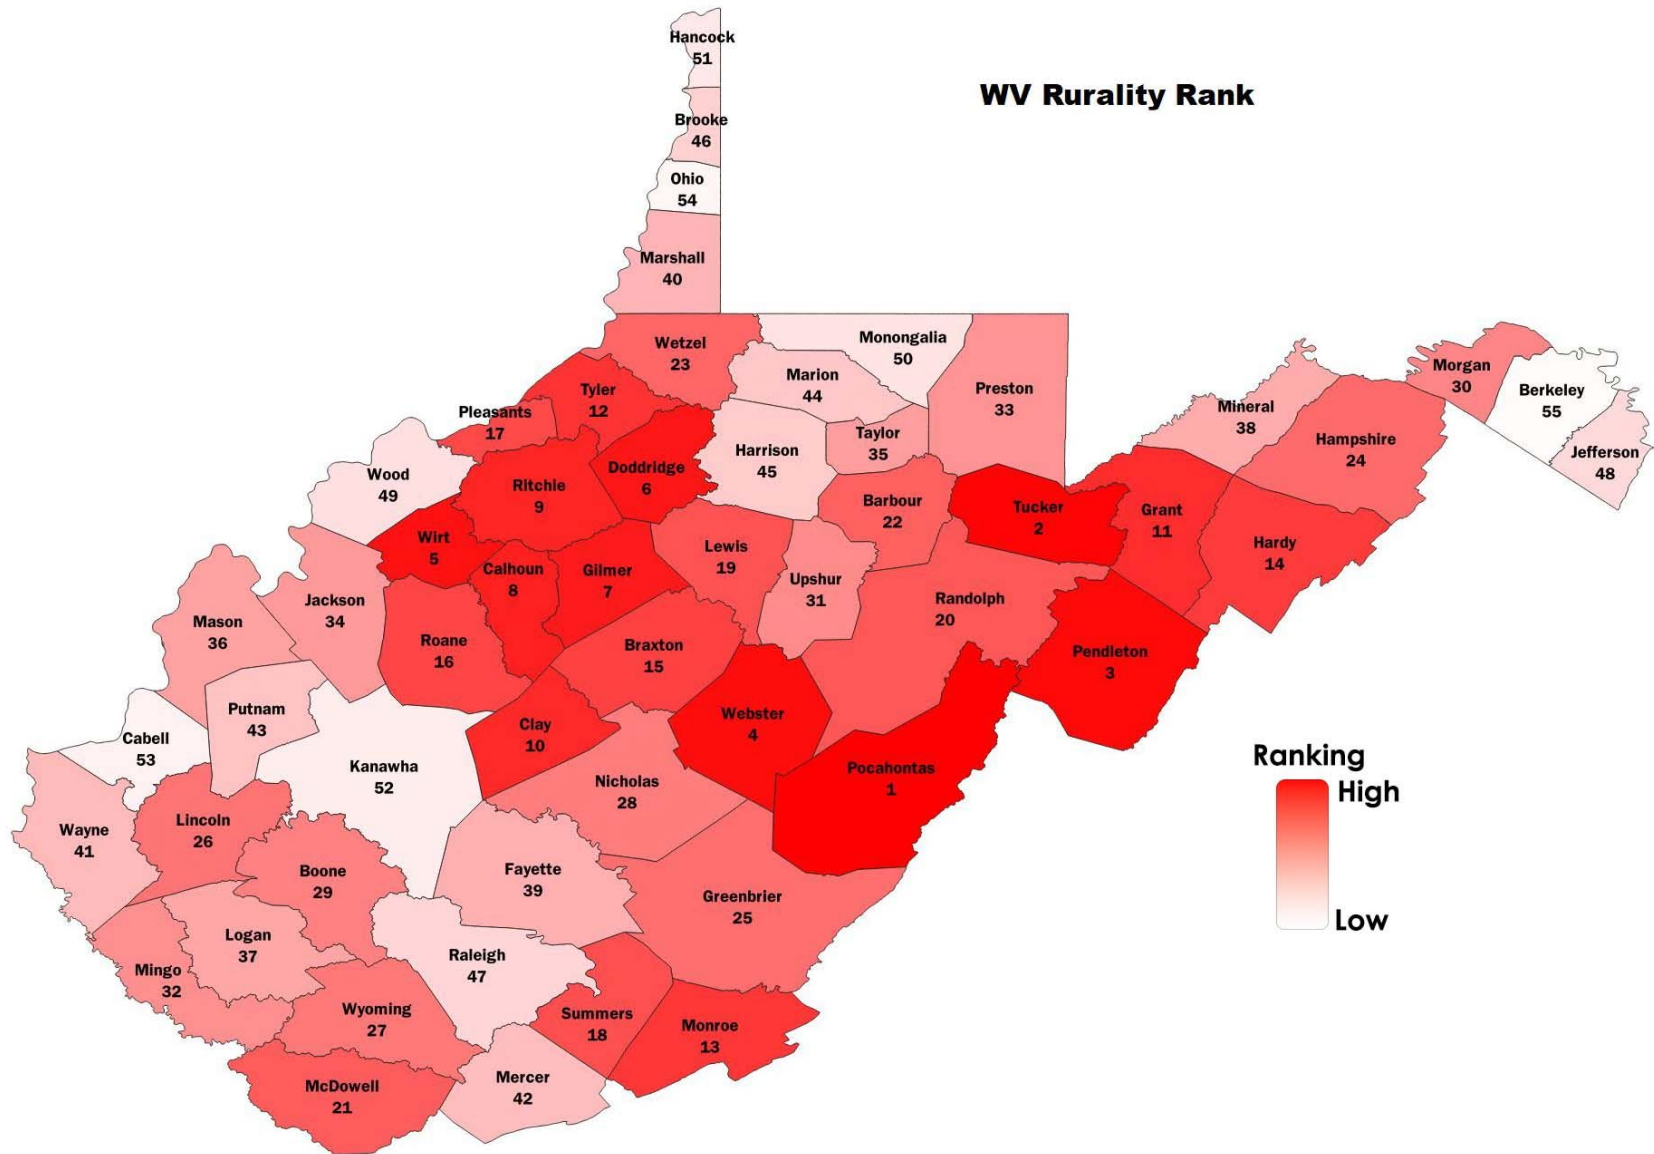 Hancock
51
WV Rurality Rank
Brooke
46
Ohio
54
Marshall
40
Wetzel
23
Monongalia
50
Marion
44
Preston
33
Tyler
12
Pleasants
17
Taylor
35
Harrison
45
Doddridge
6
Ritchie
9
Wood
49
Mineral
38
Morgan
30
Berkeley
55
Jefferson
48
Hampshire
24
Barbour
22
Tucker
2
Grant
11
Hardy
14
Wirt
5
Calhoun
8
Gilmer
7
Lewis
19
Upshur
31
Randolph
20
Jackson
34
Mason
36
Roane
16
Braxton
15
Pendleton
3
Putnam
43
Cabell
53
Clay
10
Webster
4
Kanawha
52
Nicholas
28
Pocahontas
1
Ranking
High
Low
Wayne
41
Lincoln
26
Boone
29
Fayette
39
Greenbrier
25
Logan
37
Mingo
32
Raleigh
47
Wyoming
27
Summers
18
Monroe
13
McDowell
21
Mercer
42